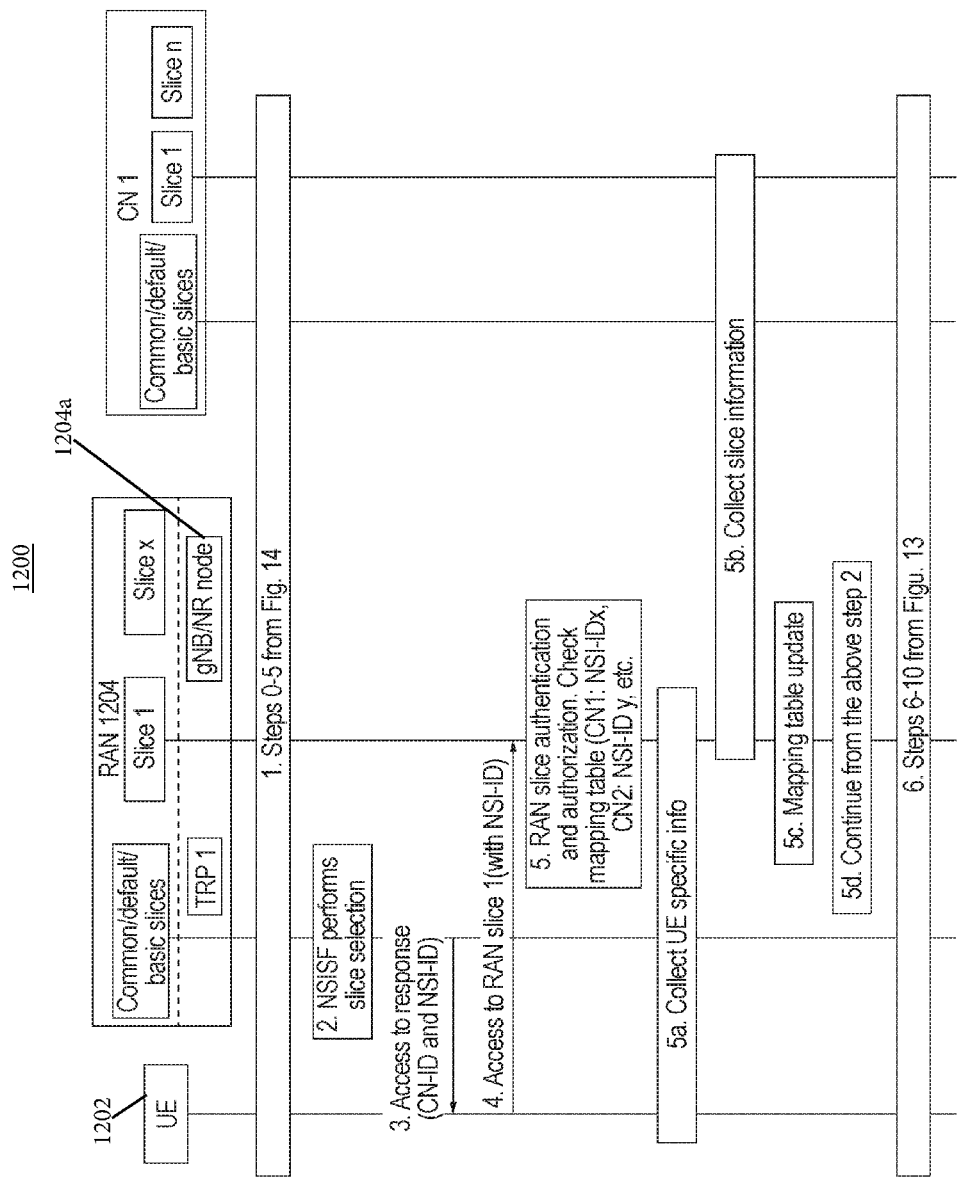 1200
1202
UE
RAN 1204
Common/default/
basic slices
Slice 1
Slice x
TRP 1
gNB/NR node
1204a
CN 1
Common/default/
basic slices
Slice 1
Slice n
1. Steps 0-5 from Fig. 14
2. NSISF performs
slice selection
3. Access to response
(CN-ID and NSI-ID)
4. Access to RAN slice 1(with NSI-ID)
5. RAN slice authentication
and authorization. Check
mapping table (CN1: NSI-IDx,
CN2: NSI-ID y, etc.
5a. Collect UE specific info
5b. Collect slice information
5c. Mapping table update
5d. Continue from the above step 2
6. Steps 6-10 from Figu. 13